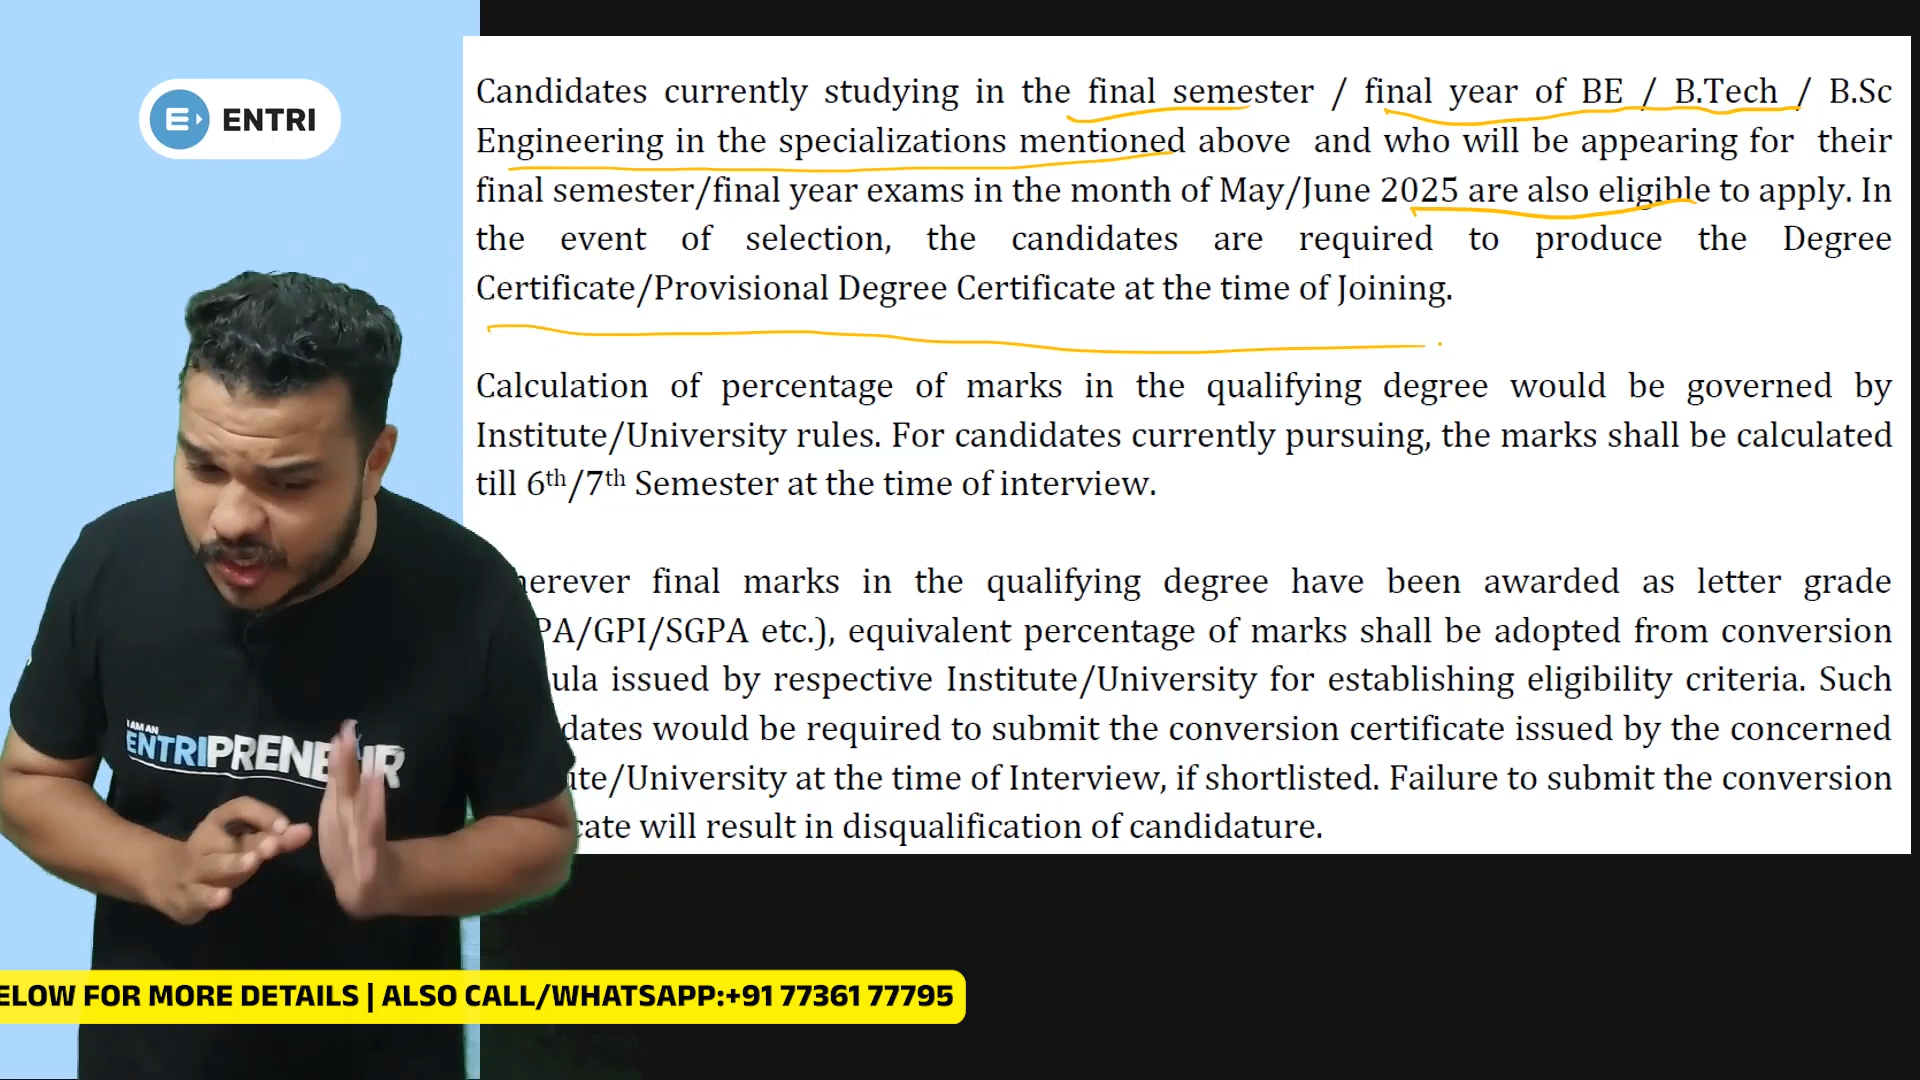 ENTRI
Candidates currently studying in the final semester / final year of BE / B.Tech / B.Sc
Engineering in the specializations mentioned above and who will be appearing for their
final semester/final year exams in the month of May/June 2025 are also eligible to apply. In
the event of selection, the candidates are required to produce the Degree
Certificate/Provisional Degree Certificate at the time of Joining.
Calculation of percentage of marks in the qualifying degree would be governed by
Institute/University rules. For candidates currently pursuing, the marks shall be calculated
till 6th/7th Semester at the time of interview.
herever final marks in the qualifying degree have been awarded as letter grade
PA/GPI/SGPA etc.), equivalent percentage of marks shall be adopted from conversion
ula issued by respective Institute/University for establishing eligibility criteria. Such
dates would be required to submit the conversion certificate issued by the concerned
ute/University at the time of Interview, if shortlisted. Failure to submit the conversion
cate will result in disqualification of candidature.
I AM AN
ENTRIPRENEUR
ELOW FOR MORE DETAILS | ALSO CALL/WHATSAPP:+91 77361 77795